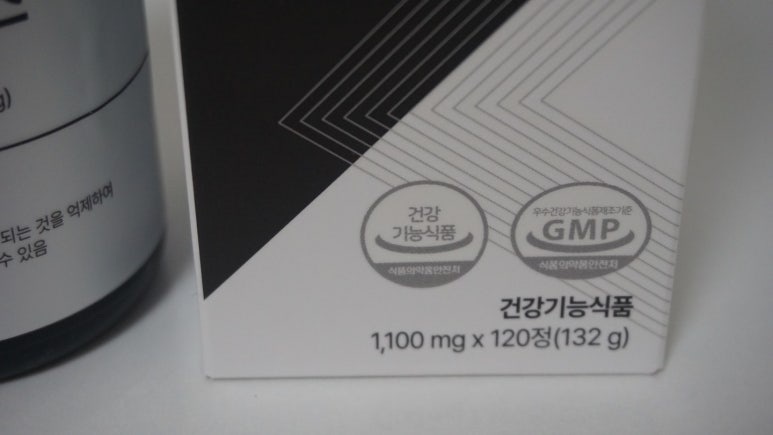 g)
되는 것을 억제하여
수 있음
건강
기능식품
식품의약품안전처
우수건강기능식품제조기준
GMP
식품의약품안전처
건강기능식품
1,100 mg x 120정(132 g)